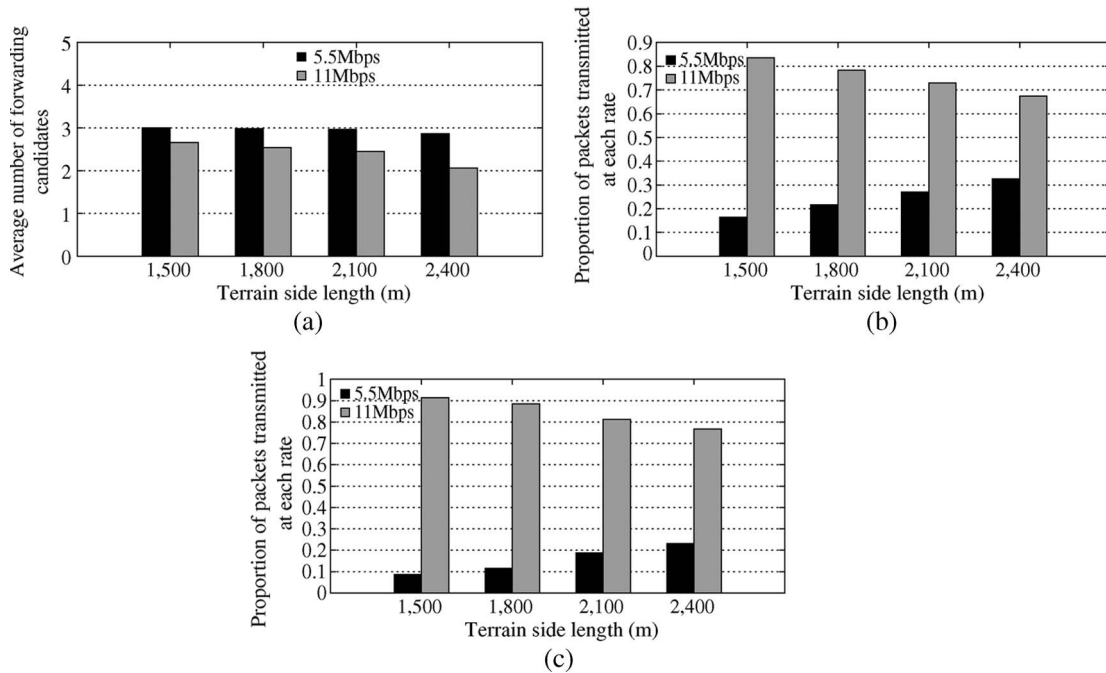 Average number of forwarding
candidates
5
4
3
2
1
0
5.5Mbps
11Mbps
1,500
1,800
2,100
2,400
Terrain side length (m)
(a)
Proportion of packets transmitted
at each rate
0.9
0.8
0.7
0.6
0.5
0.4
0.3
0.2
0.1
0
5.5Mbps
11Mbps
1,500
1,800
2,100
2,400
Terrain side length (m)
(b)
Proportion of packets transmitted
at each rate
1
0.9
0.8
0.7
0.6
0.5
0.4
0.3
0.2
0.1
0
5.5Mbps
11Mbps
1,500
1,800
2,100
2,400
Terrain side length (m)
(c)